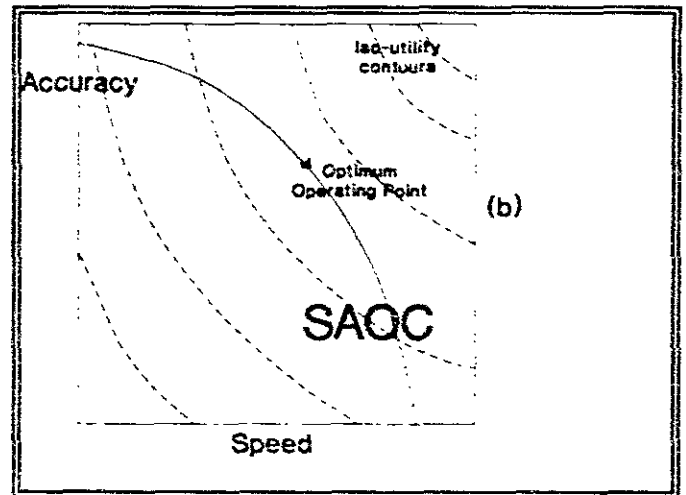 Iso-utility
contours
Accuracy
Optimum
Operating Point
(b)
SAOC
Speed